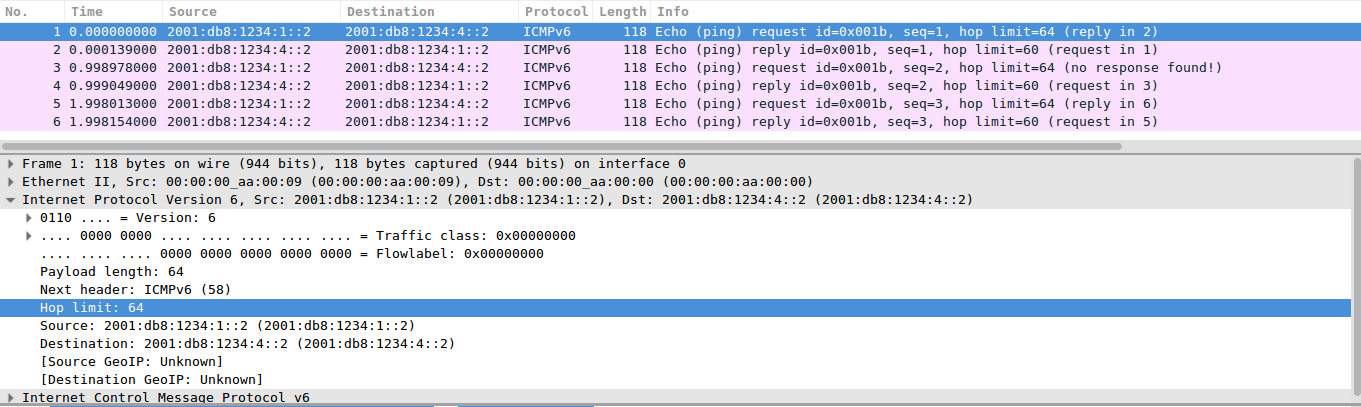 No. Time Source Destination Protocol Length Info
1 0.000000000 2001:db8:1234:1::2 2001:db8:1234:4::2 ICMPv6 118 Echo (ping) request id=0x001b, seq=1, hop limit=64 (reply in 2)
2 0.000139000 2001:db8:1234:4::2 2001:db8:1234:1::2 ICMPv6 118 Echo (ping) reply id=0x001b, seq=1, hop limit=60 (request in 1)
3 0.998978000 2001:db8:1234:1::2 2001:db8:1234:4::2 ICMPv6 118 Echo (ping) request id=0x001b, seq=2, hop limit=64 (no response found!)
4 0.999049000 2001:db8:1234:4::2 2001:db8:1234:1::2 ICMPv6 118 Echo (ping) reply id=0x001b, seq=2, hop limit=60 (request in 3)
5 1.998013000 2001:db8:1234:1::2 2001:db8:1234:4::2 ICMPv6 118 Echo (ping) request id=0x001b, seq=3, hop limit=64 (reply in 6)
6 1.998154000 2001:db8:1234:4::2 2001:db8:1234:1::2 ICMPv6 118 Echo (ping) reply id=0x001b, seq=3, hop limit=60 (request in 5)
Frame 1: 118 bytes on wire (944 bits), 118 bytes captured (944 bits) on interface 0
Ethernet II, Src: 00:00:00_aa:00:09 (00:00:00:aa:00:09), Dst: 00:00:00_aa:00:00 (00:00:00:aa:00:00)
Internet Protocol Version 6, Src: 2001:db8:1234:1::2 (2001:db8:1234:1::2), Dst: 2001:db8:1234:4::2 (2001:db8:1234:4::2)
0110 .... = Version: 6
.... 0000 0000 .... .... .... .... .... = Traffic class: 0x00000000
.... .... .... 0000 0000 0000 0000 0000 = Flowlabel: 0x00000000
Payload length: 64
Next header: ICMPv6 (58)
Hop limit: 64
Source: 2001:db8:1234:1::2 (2001:db8:1234:1::2)
Destination: 2001:db8:1234:4::2 (2001:db8:1234:4::2)
[Source GeoIP: Unknown]
[Destination GeoIP: Unknown]
Internet Control Message Protocol v6